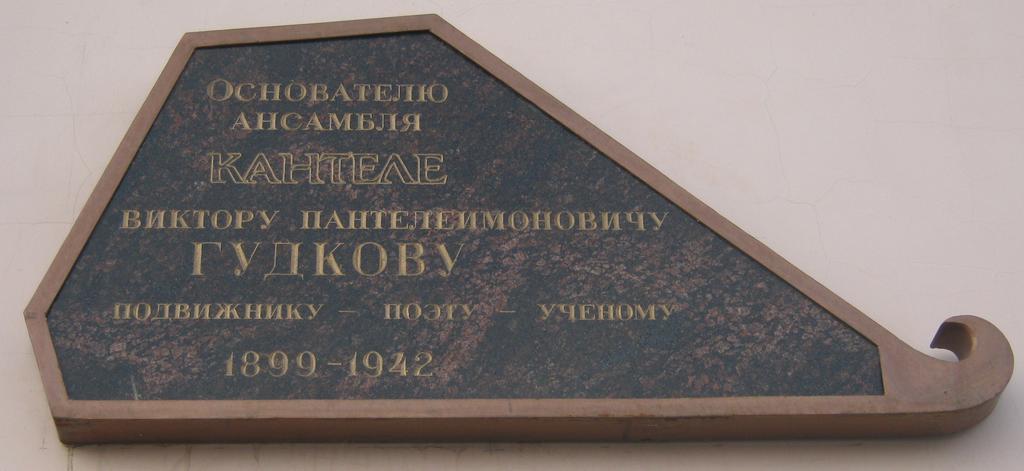 Основателю
ансамбля
КАНТЕЛЕ
Виктору Пантелеимоновичу
ГУДКОВУ
подвижнику – поэту – ученому
1899-1942